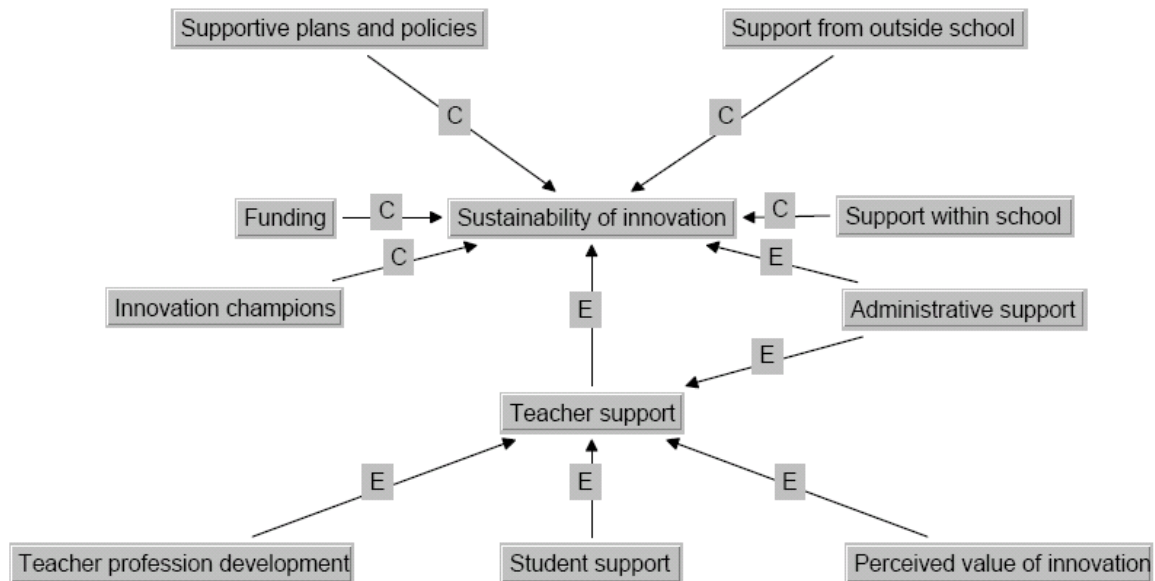 Supportive plans and policies
Support from outside school
C
C
Funding
C
Sustainability of innovation
C
Support within school
C
E
Innovation champions
E
Administrative support
E
Teacher support
E
E
E
Teacher profession development
Student support
Perceived value of innovation